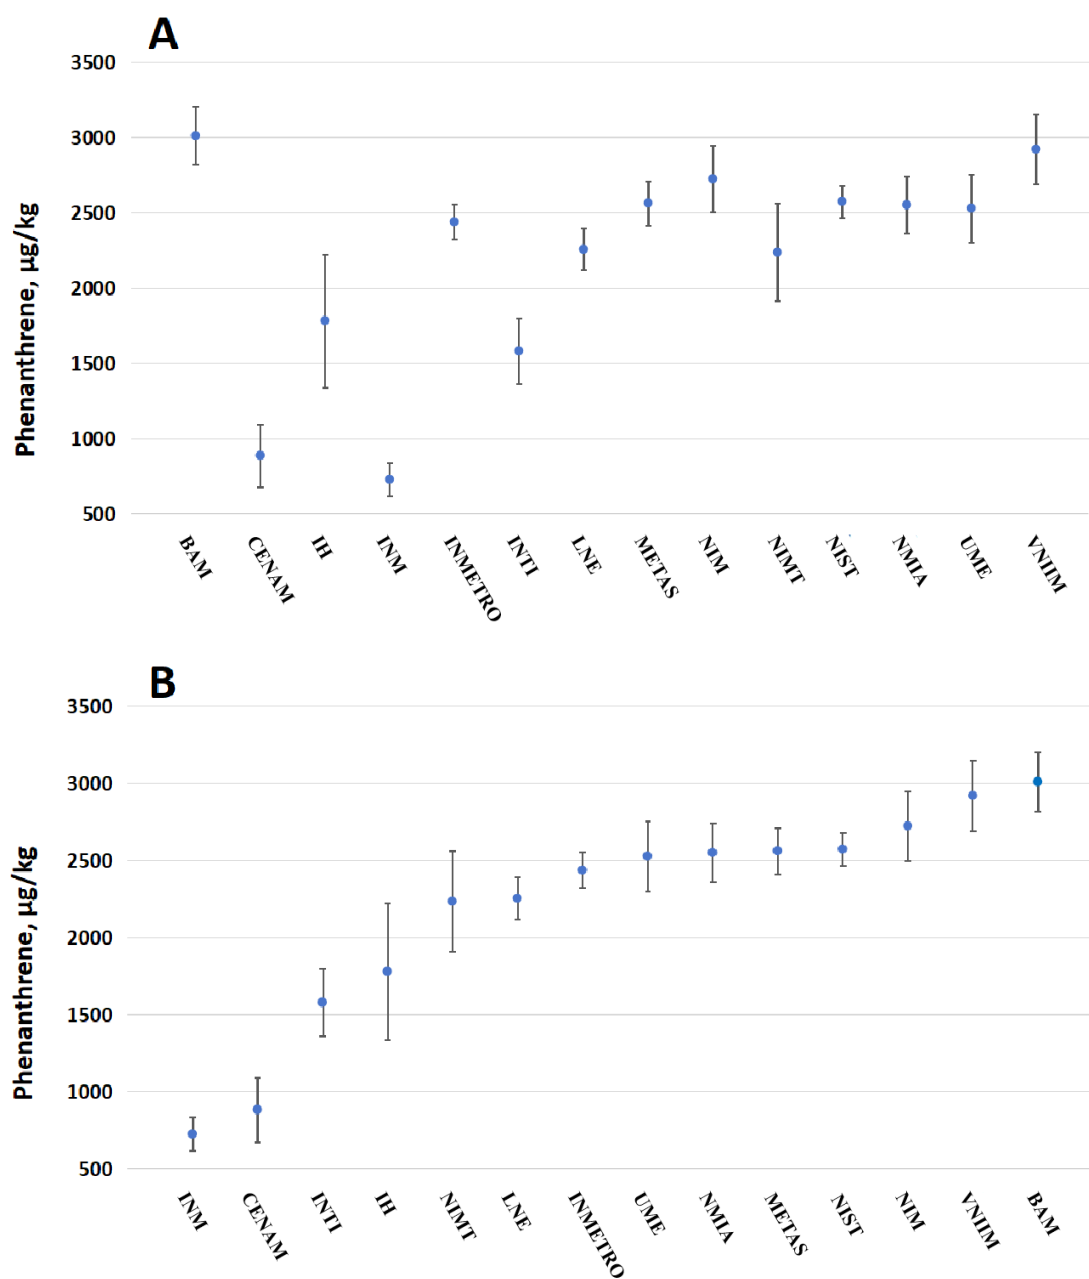 A
3500
3000
2500
2000
1500
1000
500
Phenanthrene, µg/kg
BAM
CENAM
IH
INM
INMETRO
INTI
LNE
METAS
NIM
NIMT
NIST
NMIA
UME
VNIIM
B
3500
3000
2500
2000
1500
1000
500
Phenanthrene, µg/kg
INM
CENAM
INTI
IH
NIMT
LNE
INMETRO
UME
NMIA
METAS
NIST
NIM
VNIIM
BAM